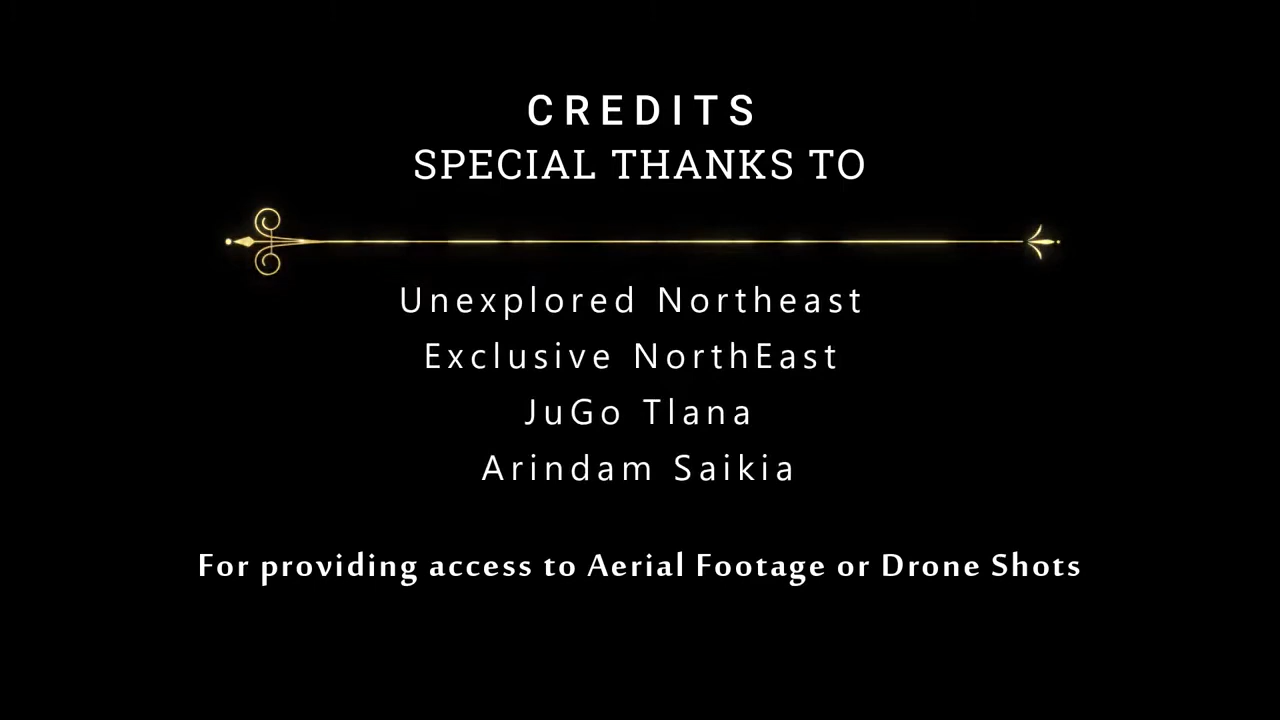 CREDITS
SPECIAL THANKS TO
Unexplored Northeast
Exclusive NorthEast
JuGo Tlana
Arindam Saikia
For providing access to Aerial Footage or Drone Shots